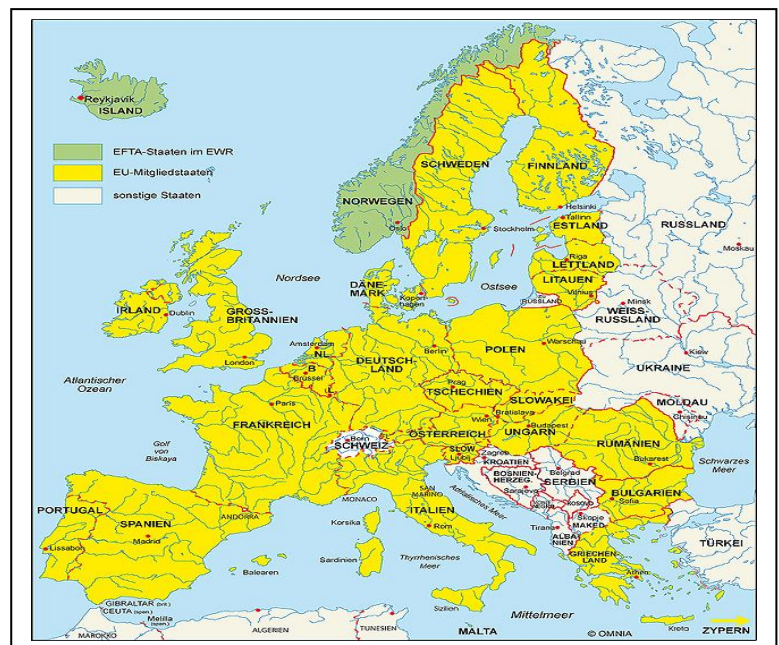 Reykjavik
ISLAND
EFTA-Staaten im EWR
EU-Mitgliedstaaten
sonstige Staaten
SCHWEDEN
FINNLAND
NORWEGEN
Oslo
Helsinki
Tallinn
Stockholm
ESTLAND
RUSSLAND
Moskau
Riga
LETTLAND
LITAUEN
Vilnius
RUSSLAND
Nordsee
Ostsee
DÄNE-
MARK
Kopen-
hagen
Minsk
WEISS-
RUSSLAND
IRLAND
Dublin
GROSS-
BRITANNIEN
London
Amsterdam
NL
B
Brüssel
L
DEUTSCH-
LAND
Berlin
POLEN
Warschau
Kiew
UKRAINE
Atlantischer
Ozean
Paris
FRANKREICH
Prag
TSCHECHIEN
SLOWAKEI
MOLDAU
Chisinau
Wien
Bratislava
Budapest
Bern
SCHWEIZ
ÖSTERREICH
UNGARN
RUMÄNIEN
Bukarest
Golf
von
Biskaya
SLOW.
Zagreb
KROATIEN
BOSNIEN-
HERZEG.
Sarajevo
Belgrad
SERBIEN
Schwarzes
Meer
MONACO
SAN
MARINO
Adriatisches Meer
Kosovo
Sofia
BULGARIEN
Skopje
MAKED.
PORTUGAL
Lissabon
SPANIEN
Madrid
ANDORRA
Korsika
ITALIEN
Rom
Tirana
ALBA
NIEN
TÜRKEI
Sardinien
Balearen
Thyrrhenisches
Meer
GRIECHEN-
LAND
Athen
Sizilien
GIBRALTAR (brit.)
CEUTA (span.)
Melilla
(span.)
Mittelmeer
MAROKKO
ALGERIEN
TUNESIEN
MALTA
© OMNIA
Kreta
ZYPERN